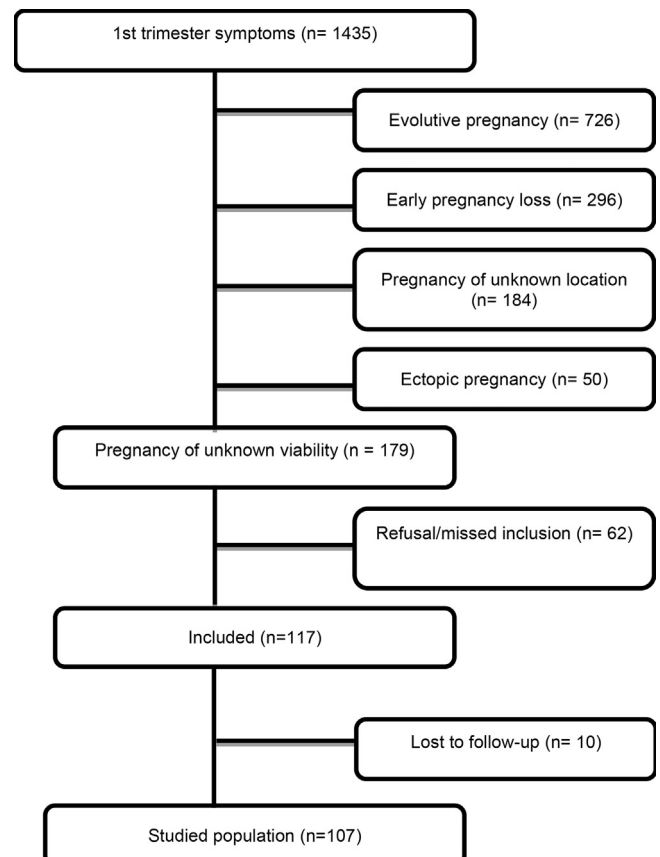 1st trimester symptoms (n= 1435)
Evolutive pregnancy (n= 726)
Early pregnancy loss (n= 296)
Pregnancy of unknown location
(n= 184)
Ectopic pregnancy (n= 50)
Pregnancy of unknown viability (n = 179)
Refusal/missed inclusion (n= 62)
Included (n=117)
Lost to follow-up (n= 10)
Studied population (n=107)